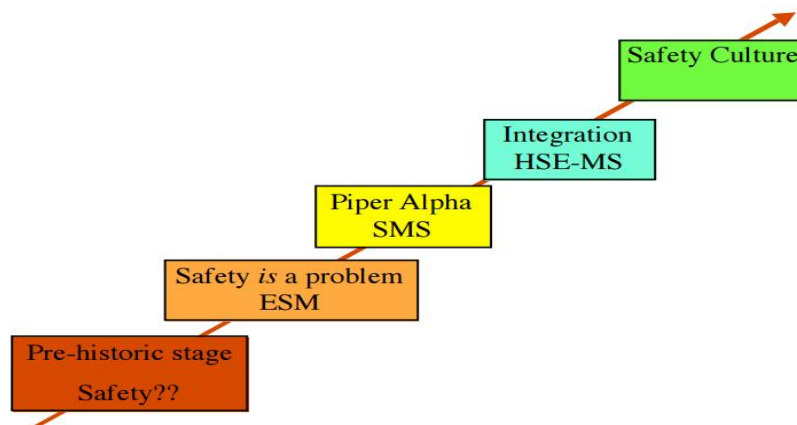 Safety Culture
Integration
HSE-MS
Piper Alpha
SMS
Safety is a problem
ESM
Pre-historic stage
Safety??